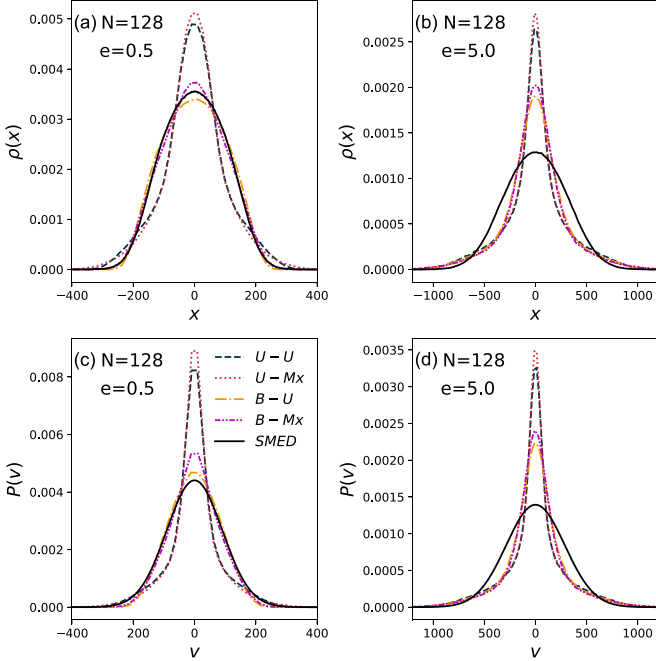 (a) N=128
e=0.5
0.005
0.004
0.003
0.002
0.001
0.000
ρ(x)
−400 −200 0 200 400
x
(b) N=128
e=5.0
0.0025
0.0020
0.0015
0.0010
0.0005
0.0000
ρ(x)
−1000 −500 0 500 1000
x
(c) N=128
e=0.5
U − U
U − Mx
B − U
B − Mx
SMED
0.008
0.006
0.004
0.002
0.000
P(v)
−400 −200 0 200 400
v
(d) N=128
e=5.0
0.0035
0.0030
0.0025
0.0020
0.0015
0.0010
0.0005
0.0000
P(v)
−1000 −500 0 500 1000
v